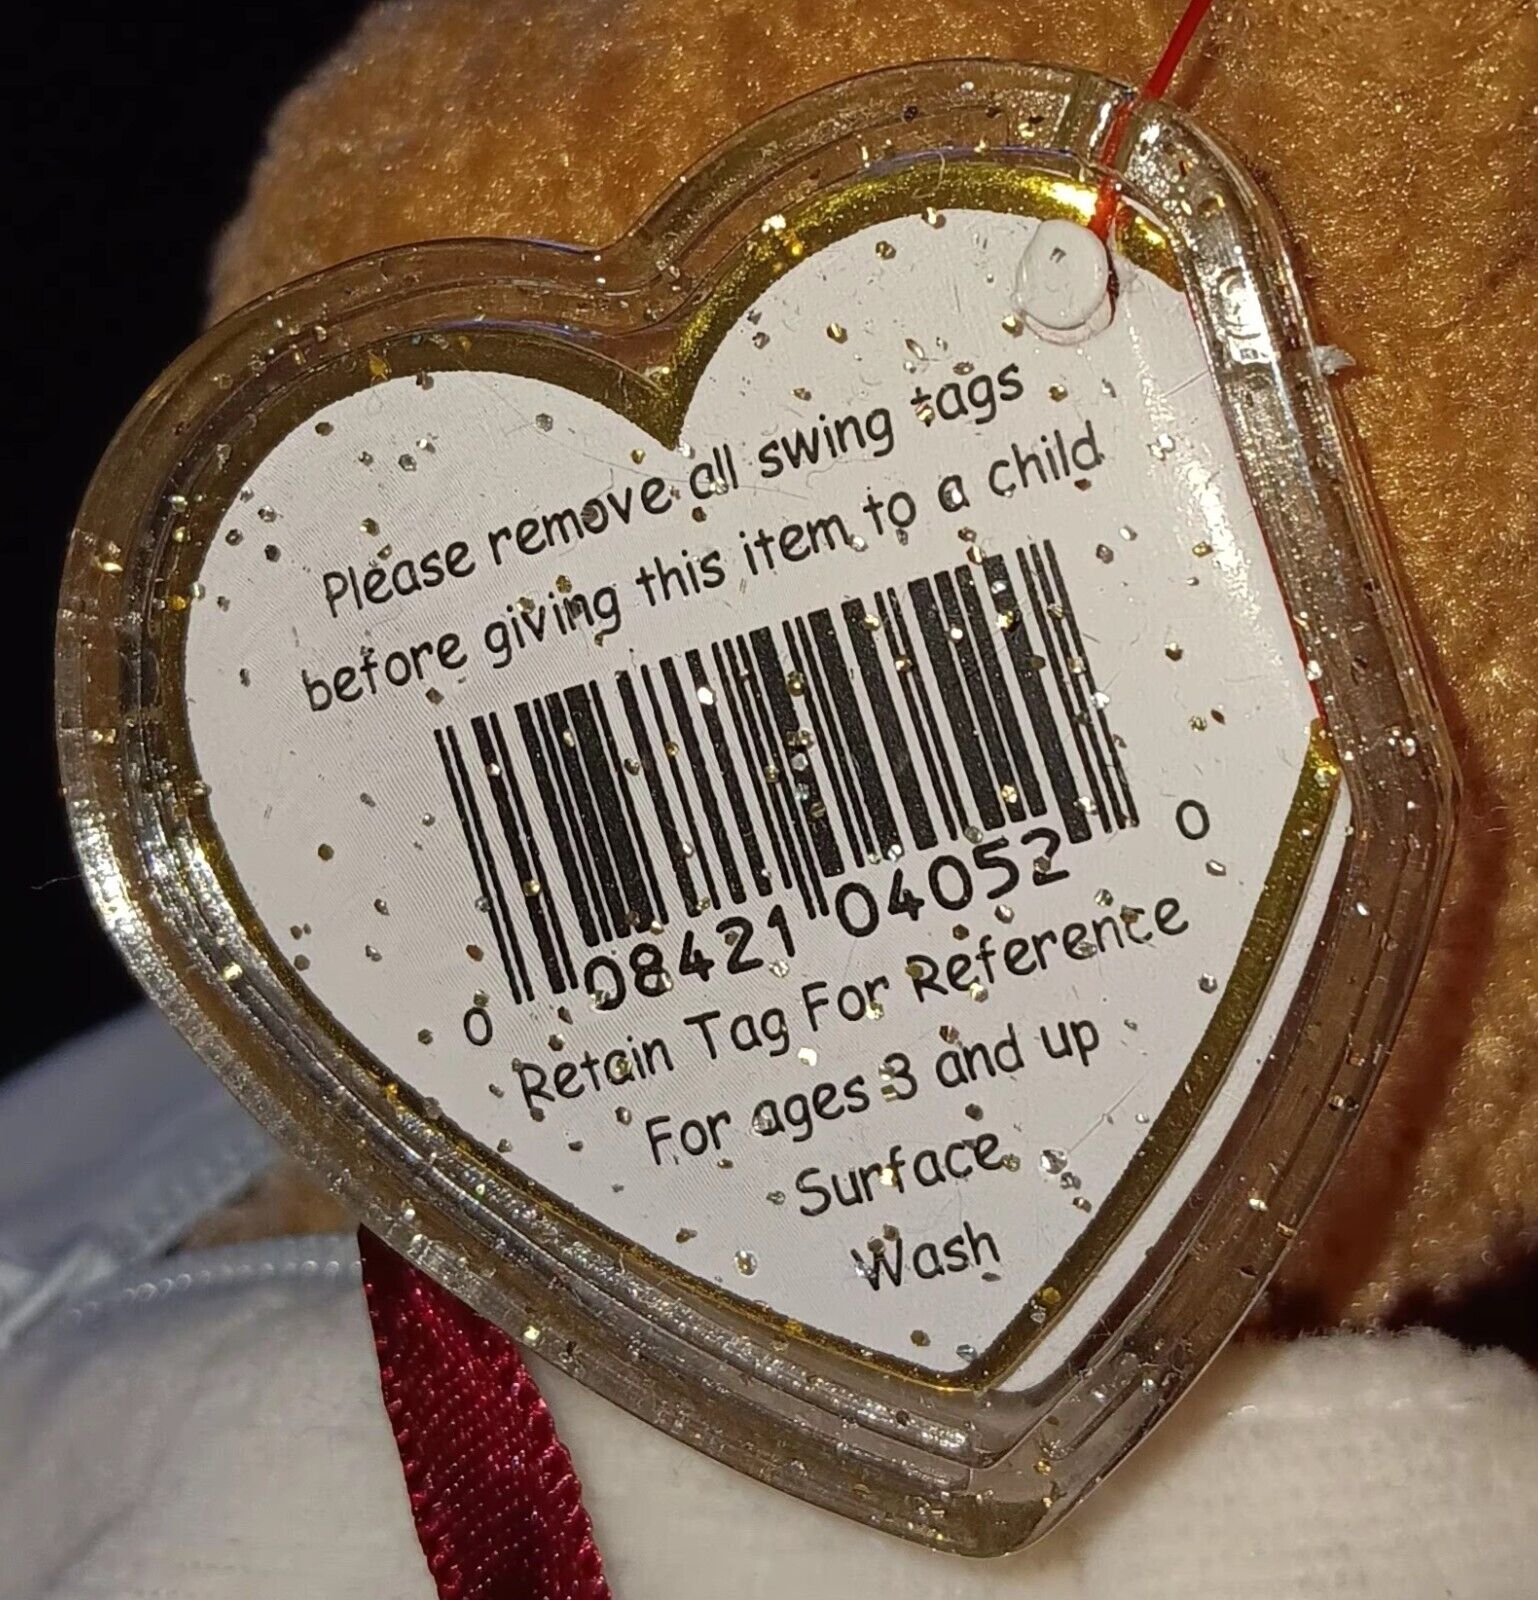 Please remove all swing tags
before giving this item to a child
0 08421 04052 0
Retain Tag For Reference
For ages 3 and up
Surface
Wash